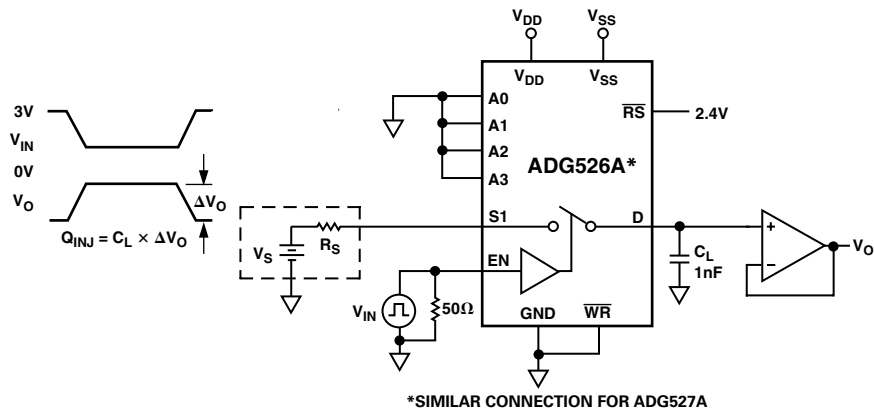 3V
V_IN
0V
V_O
ΔV_O
Q_INJ = C_L × ΔV_O
V_DD
V_SS
V_DD
V_SS
A0
A1
A2
A3
RS
2.4V
ADG526A*
S1
D
V_S
R_S
EN
C_L
1nF
+
−
V_O
V_IN
50Ω
GND
WR
*SIMILAR CONNECTION FOR ADG527A